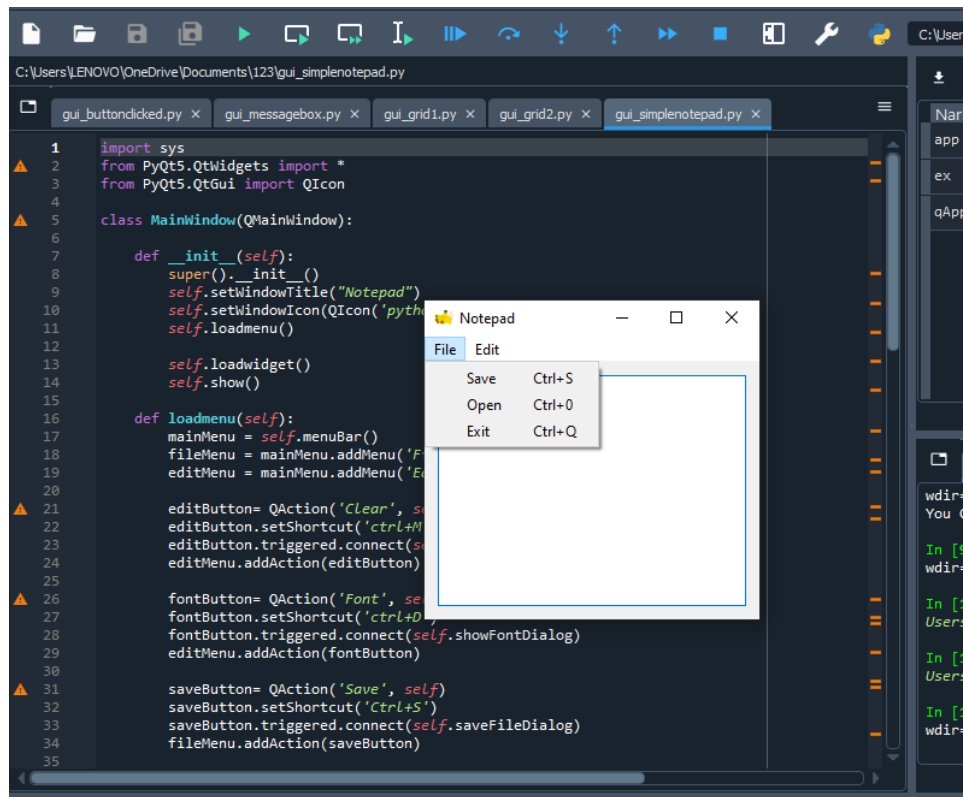 C:\User
C:\Users\LENOVO\OneDrive\Documents\123\gui_simplenotepad.py
gui_buttonclicked.py × gui_messagebox.py × gui_grid1.py × gui_grid2.py × gui_simplenotepad.py ×
1 import sys
2 from PyQt5.QtWidgets import *
3 from PyQt5.QtGui import QIcon
4
5 class MainWindow(QMainWindow):
6
7 def __init__(self):
8 super().__init__()
9 self.setWindowTitle("Notepad")
10 self.setWindowIcon(QIcon('pyth
11 self.loadmenu()
12
13 self.loadwidget()
14 self.show()
15
16 def loadmenu(self):
17 mainMenu = self.menuBar()
18 fileMenu = mainMenu.addMenu('F
19 editMenu = mainMenu.addMenu('E
20
21 editButton= QAction('Clear', s
22 editButton.setShortcut('ctrl+M
23 editButton.triggered.connect(s
24 editMenu.addAction(editButton)
25
26 fontButton= QAction('Font', se
27 fontButton.setShortcut('ctrl+D')
28 fontButton.triggered.connect(self.showFontDialog)
29 editMenu.addAction(fontButton)
30
31 saveButton= QAction('Save', self)
32 saveButton.setShortcut('Ctrl+S')
33 saveButton.triggered.connect(self.saveFileDialog)
34 fileMenu.addAction(saveButton)
35
Notepad
File Edit
Save Ctrl+S
Open Ctrl+0
Exit Ctrl+Q
Nar
app
ex
qApp
wdir=
You
In [9
wdir=
In [1
Users
In [1
Users
In [1
wdir=